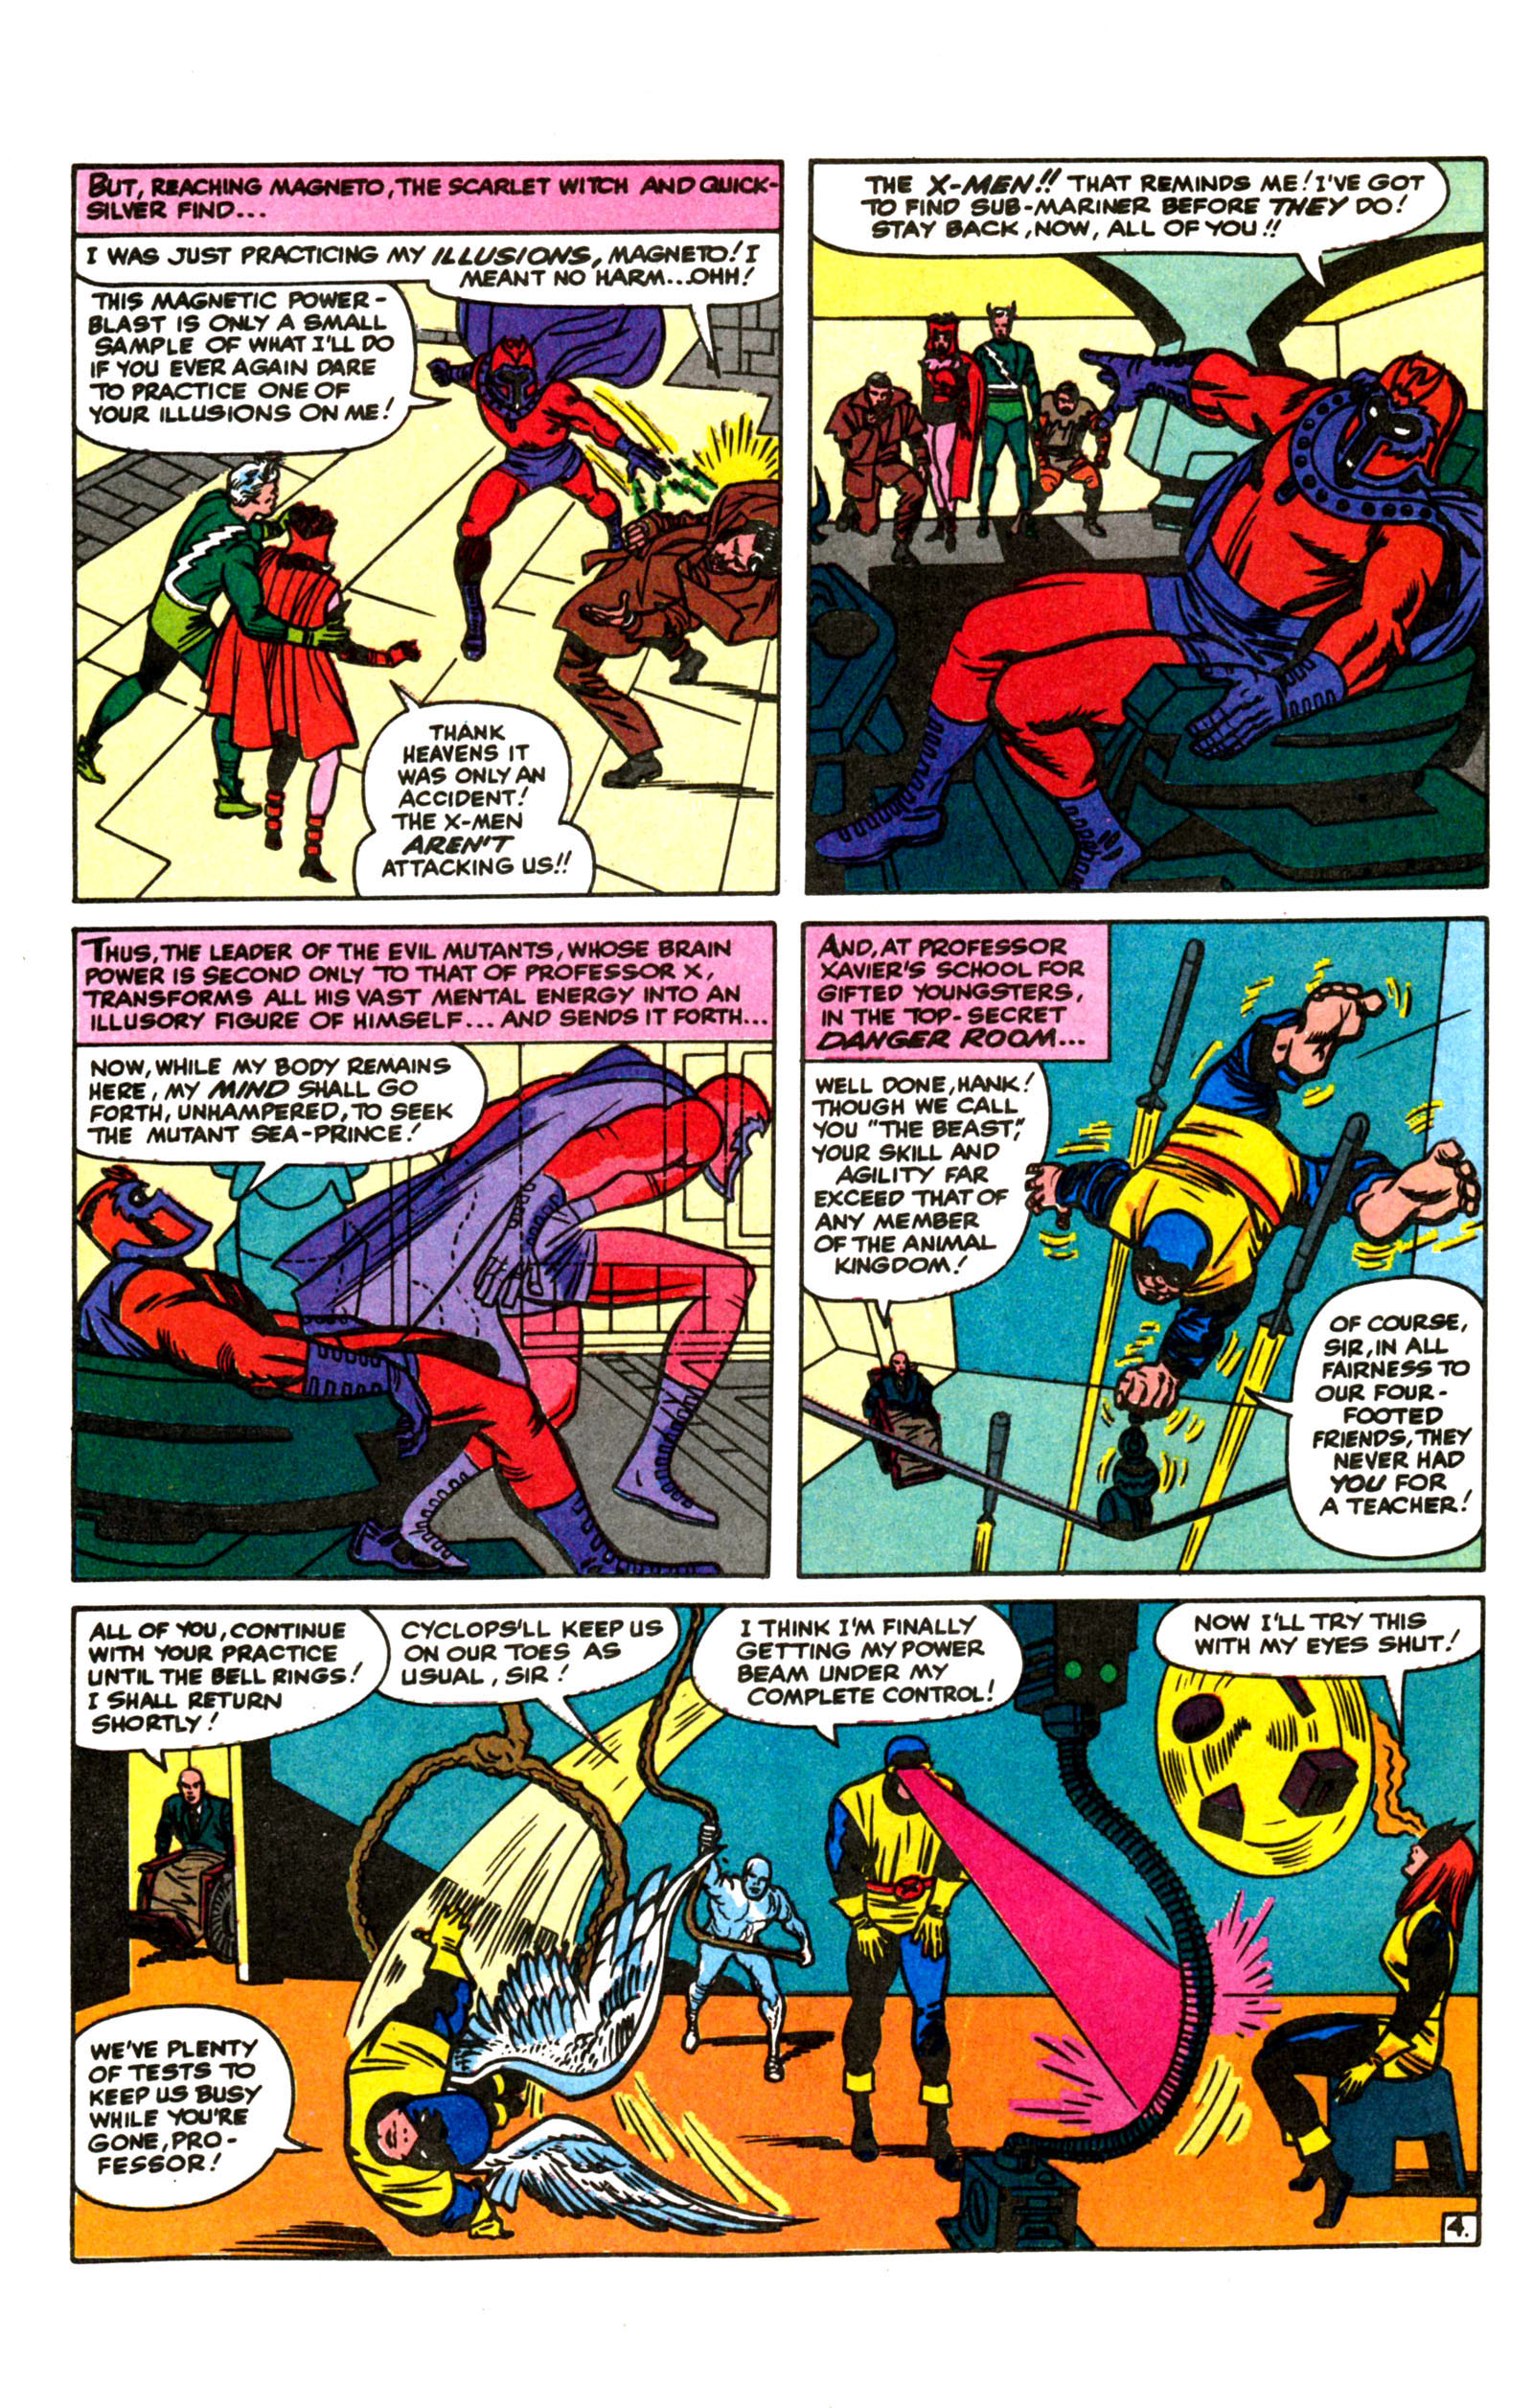 BUT, REACHING MAGNETO, THE SCARLET WITCH AND QUICK-
SILVER FIND...
I WAS JUST PRACTICING MY ILLUSIONS, MAGNETO! I
MEANT NO HARM...OHH!
THIS MAGNETIC POWER-
BLAST IS ONLY A SMALL
SAMPLE OF WHAT I'LL DO
IF YOU EVER AGAIN DARE
TO PRACTICE ONE OF
YOUR ILLUSIONS ON ME!
THANK
HEAVENS IT
WAS ONLY AN
ACCIDENT!
THE X-MEN
AREN'T
ATTACKING US!!
THE X-MEN!! THAT REMINDS ME! I'VE GOT
TO FIND SUB-MARINER BEFORE THEY DO!
STAY BACK, NOW, ALL OF YOU!!
THUS, THE LEADER OF THE EVIL MUTANTS, WHOSE BRAIN
POWER IS SECOND ONLY TO THAT OF PROFESSOR X,
TRANSFORMS ALL HIS VAST MENTAL ENERGY INTO AN
ILLUSORY FIGURE OF HIMSELF... AND SENDS IT FORTH...
NOW, WHILE MY BODY REMAINS
HERE, MY MIND SHALL GO
FORTH, UNHAMPERED, TO SEEK
THE MUTANT SEA-PRINCE!
AND, AT PROFESSOR
XAVIER'S SCHOOL FOR
GIFTED YOUNGSTERS,
IN THE TOP-SECRET
DANGER ROOM...
WELL DONE, HANK!
THOUGH WE CALL
YOU "THE BEAST",
YOUR SKILL AND
AGILITY FAR
EXCEED THAT OF
ANY MEMBER
OF THE ANIMAL
KINGDOM!
OF COURSE,
SIR, IN ALL
FAIRNESS TO
OUR FOUR-
FOOTED
FRIENDS, THEY
NEVER HAD
YOU FOR
A TEACHER!
ALL OF YOU, CONTINUE
WITH YOUR PRACTICE
UNTIL THE BELL RINGS!
I SHALL RETURN
SHORTLY!
CYCLOPS'LL KEEP US
ON OUR TOES AS
USUAL, SIR!
I THINK I'M FINALLY
GETTING MY POWER
BEAM UNDER MY
COMPLETE CONTROL!
NOW I'LL TRY THIS
WITH MY EYES SHUT!
WE'VE PLENTY
OF TESTS TO
KEEP US BUSY
WHILE YOU'RE
GONE, PRO-
FESSOR!
4.